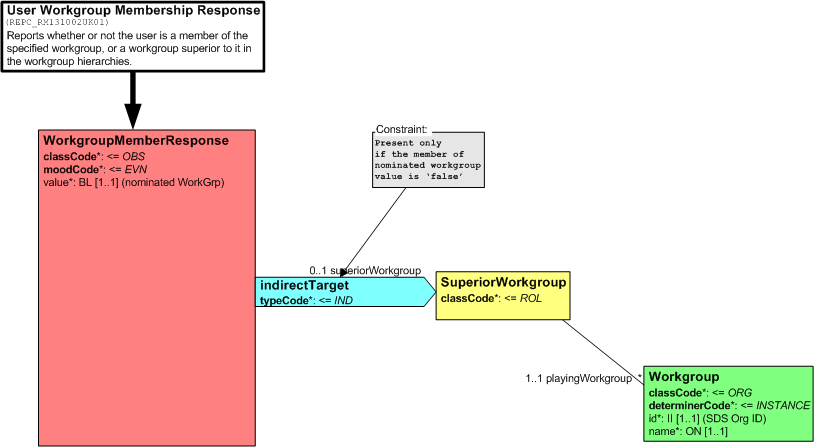 User Workgroup Membership Response
(REPC_RM131002UK01)
Reports whether or not the user is a member of the
specified workgroup, or a workgroup superior to it in
the workgroup hierarchies.
WorkgroupMemberResponse
classCode*: <= OBS
moodCode*: <= EVN
value*: BL [1..1] (nominated WorkGrp)
Constraint:
Present only
if the member of
nominated workgroup
value is 'false'
0..1 superiorWorkgroup
indirectTarget
typeCode*: <= IND
SuperiorWorkgroup
classCode*: <= ROL
1..1 playingWorkgroup *
Workgroup
classCode*: <= ORG
determinerCode*: <= INSTANCE
id*: II [1..1] (SDS Org ID)
name*: ON [1..1]